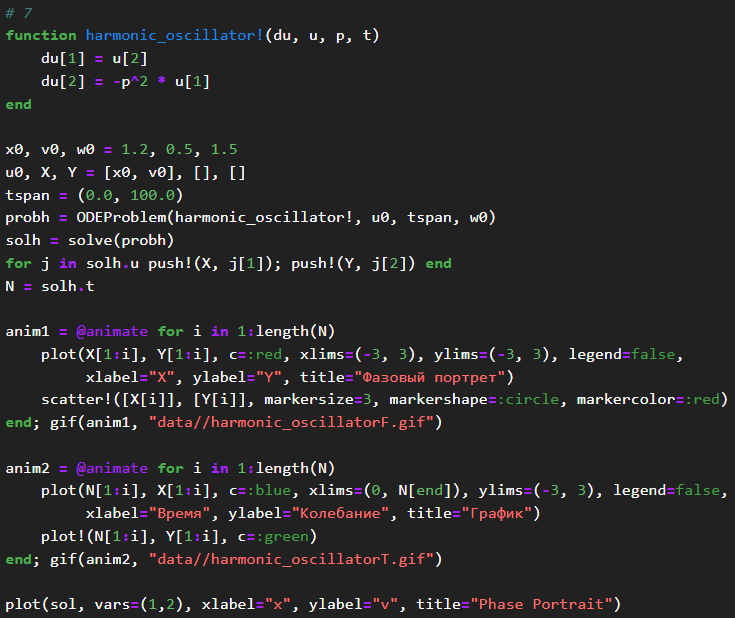 # 7
function harmonic_oscillator!(du, u, p, t)
    du[1] = u[2]
    du[2] = -p^2 * u[1]
end

x0, v0, w0 = 1.2, 0.5, 1.5
u0, X, Y = [x0, v0], [], []
tspan = (0.0, 100.0)
probh = ODEProblem(harmonic_oscillator!, u0, tspan, w0)
solh = solve(probh)
for j in solh.u push!(X, j[1]); push!(Y, j[2]) end
N = solh.t

anim1 = @animate for i in 1:length(N)
    plot(X[1:i], Y[1:i], c=:red, xlims=(-3, 3), ylims=(-3, 3), legend=false,
        xlabel="X", ylabel="Y", title="Фазовый портрет")
    scatter!([X[i]], [Y[i]], markersize=3, markershape=:circle, markercolor=:red)
end; gif(anim1, "data//harmonic_oscillatorF.gif")

anim2 = @animate for i in 1:length(N)
    plot(N[1:i], X[1:i], c=:blue, xlims=(0, N[end]), ylims=(-3, 3), legend=false,
        xlabel="Время", ylabel="Колебание", title="График")
    plot!(N[1:i], Y[1:i], c=:green)
end; gif(anim2, "data//harmonic_oscillatorT.gif")

plot(sol, vars=(1,2), xlabel="x", ylabel="v", title="Phase Portrait")